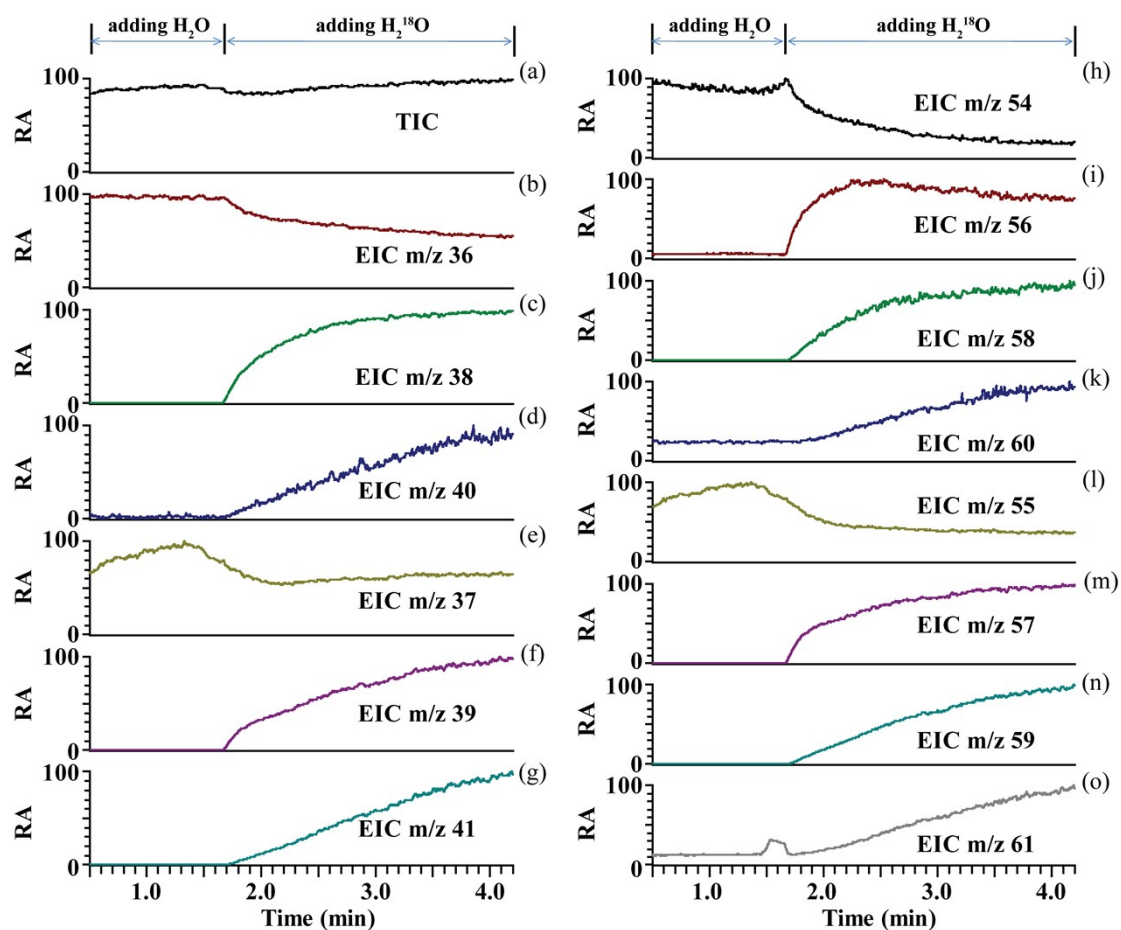 adding H₂O adding H₂¹⁸O
100 (a)
RA TIC
0
100 (b)
RA EIC m/z 36
0
100 (c)
RA EIC m/z 38
0
100 (d)
RA EIC m/z 40
0
100 (e)
RA EIC m/z 37
0
100 (f)
RA EIC m/z 39
0
100 (g)
RA EIC m/z 41
0
1.0 2.0 3.0 4.0
Time (min)
adding H₂O adding H₂¹⁸O
100 (h)
RA EIC m/z 54
0
100 (i)
RA EIC m/z 56
0
100 (j)
RA EIC m/z 58
0
100 (k)
RA EIC m/z 60
0
100 (l)
RA EIC m/z 55
0
100 (m)
RA EIC m/z 57
0
100 (n)
RA EIC m/z 59
0
100 (o)
RA EIC m/z 61
0
1.0 2.0 3.0 4.0
Time (min)